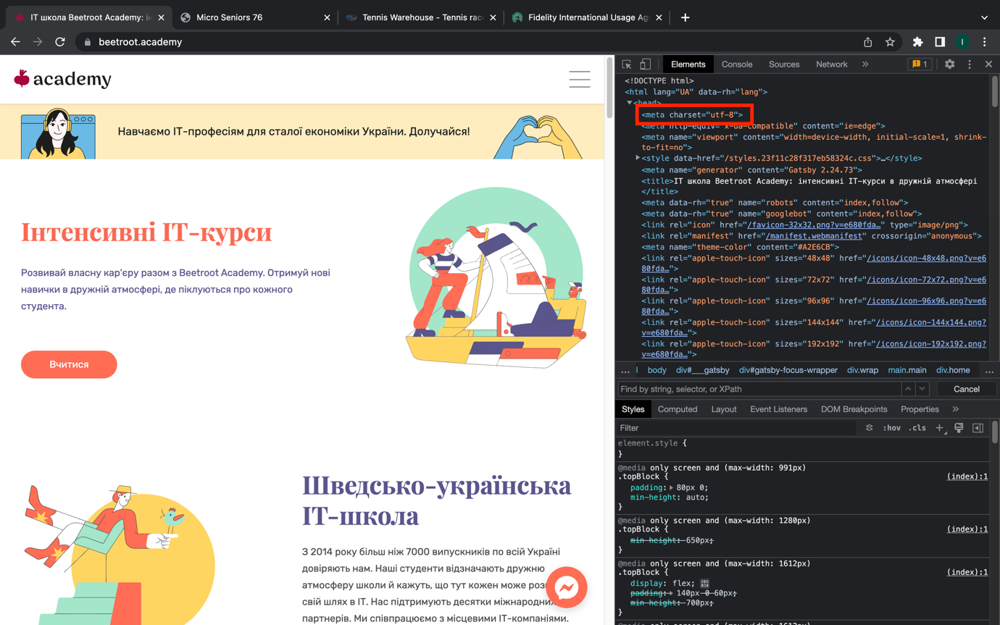 IT школа Beetroot Academy: ін
Micro Seniors 76
Tennis Warehouse - Tennis rac
Fidelity International Usage Ag
beetroot.academy
I
academy
Навчаємо ІТ-професіям для сталої економіки України. Долучайся!
Інтенсивні ІТ-курси
Розвивай власну кар'єру разом з Beetroot Academy. Отримуй нові
навички в дружній атмосфері, де піклуються про кожного
студента.
Вчитися
Шведсько-українська
ІТ-школа
З 2014 року більш ніж 7000 випускників по всій Україні
довіряють нам. Наші студенти відзначають дружню
атмосферу школи й кажуть, що тут кожен може
свій шлях в ІТ. Нас підтримують десятки міжнародних
партнерів. Ми співпрацюємо з місцевими ІТ-компаніями.
Elements Console Sources Network » 1
<!DOCTYPE html>
<html lang="UA" data-rh="lang">
▼<head>
<meta charset="utf-8">
<meta http-equiv="x-ua-compatible" content="ie=edge">
<meta name="viewport" content="width=device-width, initial-scale=1, shrink-
to-fit=no">
▶<style data-href="/styles.23f11c28f317eb58324c.css">…</style>
<meta name="generator" content="Gatsby 2.24.73">
<title>IT школа Beetroot Academy: інтенсивні ІТ-курси в дружній атмосфері
</title>
<meta data-rh="true" name="robots" content="index,follow">
<meta data-rh="true" name="googlebot" content="index,follow">
<link rel="icon" href="/favicon-32x32.png?v=e680fda…" type="image/png">
<link rel="manifest" href="/manifest.webmanifest" crossorigin="anonymous">
<meta name="theme-color" content="#A2E6CB">
<link rel="apple-touch-icon" sizes="48x48" href="/icons/icon-48x48.png?v=e6
80fda…">
<link rel="apple-touch-icon" sizes="72x72" href="/icons/icon-72x72.png?v=e6
80fda…">
<link rel="apple-touch-icon" sizes="96x96" href="/icons/icon-96x96.png?v=e6
80fda…">
<link rel="apple-touch-icon" sizes="144x144" href="/icons/icon-144x144.png?
v=e680fda…">
<link rel="apple-touch-icon" sizes="192x192" href="/icons/icon-192x192.png?
v=e680fda…">
… l body div#___gatsby div#gatsby-focus-wrapper div.wrap main.main div.home …
Find by string, selector, or XPath Cancel
Styles Computed Layout Event Listeners DOM Breakpoints Properties »
Filter :hov .cls +
element.style {
}
@media only screen and (max-width: 991px)
.topBlock { (index):1
padding:▶ 80px 0;
min-height: auto;
}
@media only screen and (max-width: 1280px)
.topBlock { (index):1
min-height: 650px;
}
@media only screen and (max-width: 1612px)
.topBlock { (index):1
display: flex;
padding:▶ 140px 0 60px;
min-height: 700px;
}